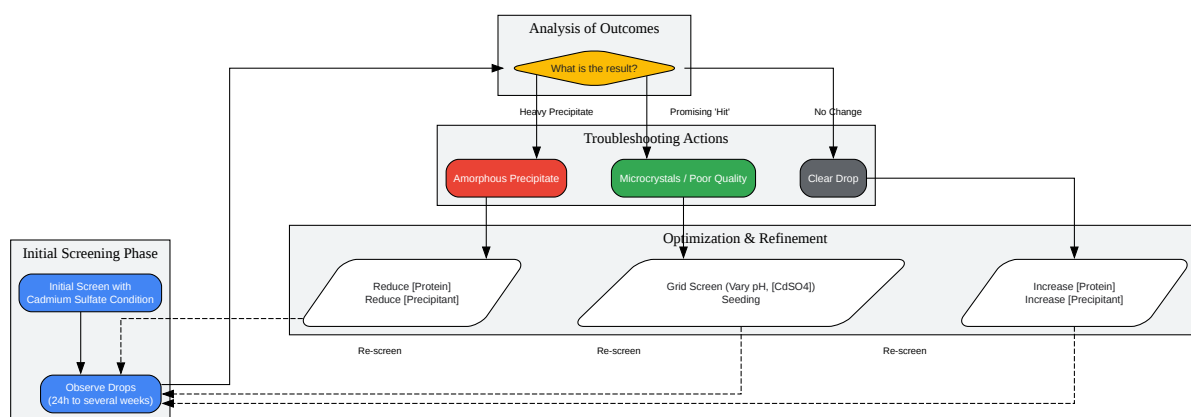 Analysis of Outcomes
What is the result?
Heavy Precipitate
Promising 'Hit'
No Change
Troubleshooting Actions
Amorphous Precipitate
Microcrystals / Poor Quality
Clear Drop
Optimization & Refinement
Reduce [Protein]
Reduce [Precipitant]
Grid Screen (Vary pH, [CdSO4])
Seeding
Increase [Protein]
Increase [Precipitant]
Re-screen
Re-screen
Re-screen
Initial Screening Phase
Initial Screen with
Cadmium Sulfate Condition
Observe Drops
(24h to several weeks)